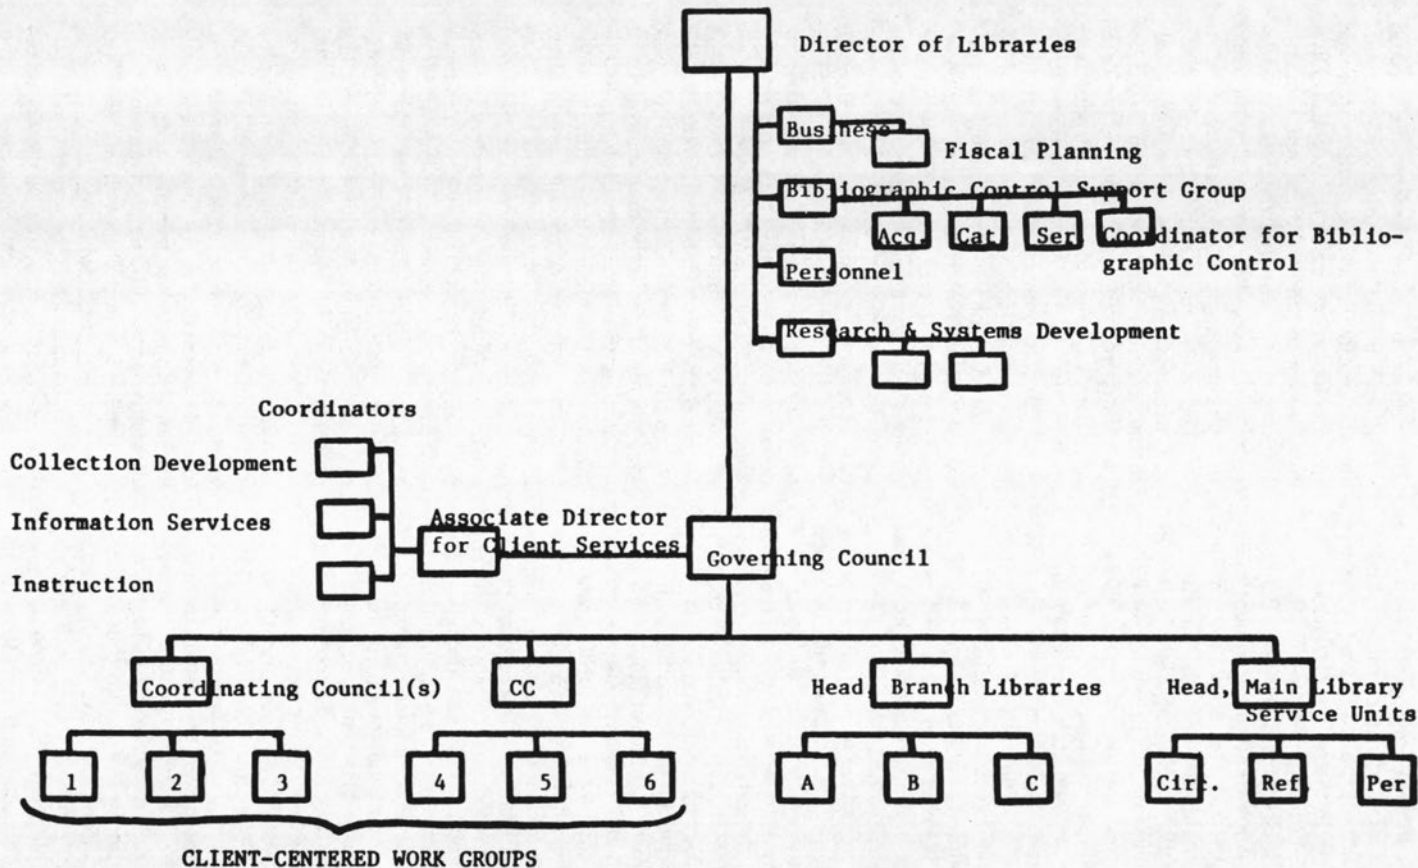 Director of Libraries
Business
Fiscal Planning
Bibliographic Control Support Group
Acq. Cat. Ser. Coordinator for Biblio-
graphic Control
Personnel
Research & Systems Development
Coordinators
Collection Development
Information Services
Instruction
Associate Director
for Client Services
Governing Council
Coordinating Council(s)
CC
Head, Branch Libraries
Head, Main Library
Service Units
1 2 3
4 5 6
A B C
Circ. Ref. Per
CLIENT-CENTERED WORK GROUPS